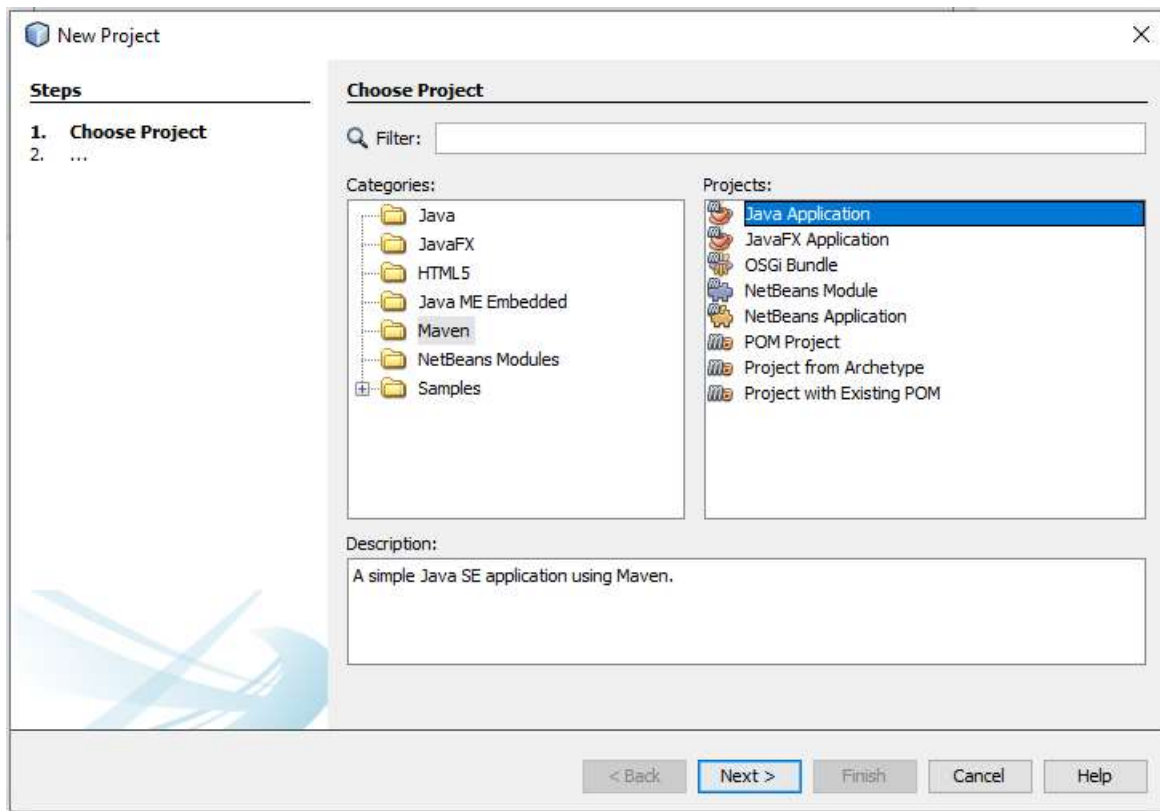 New Project
Steps
1. Choose Project
2. ...
Choose Project
Filter:
Categories:
Java
JavaFX
HTML5
Java ME Embedded
Maven
NetBeans Modules
Samples
Projects:
Java Application
JavaFX Application
OSGi Bundle
NetBeans Module
NetBeans Application
POM Project
Project from Archetype
Project with Existing POM
Description:
A simple Java SE application using Maven.
< Back
Next >
Finish
Cancel
Help